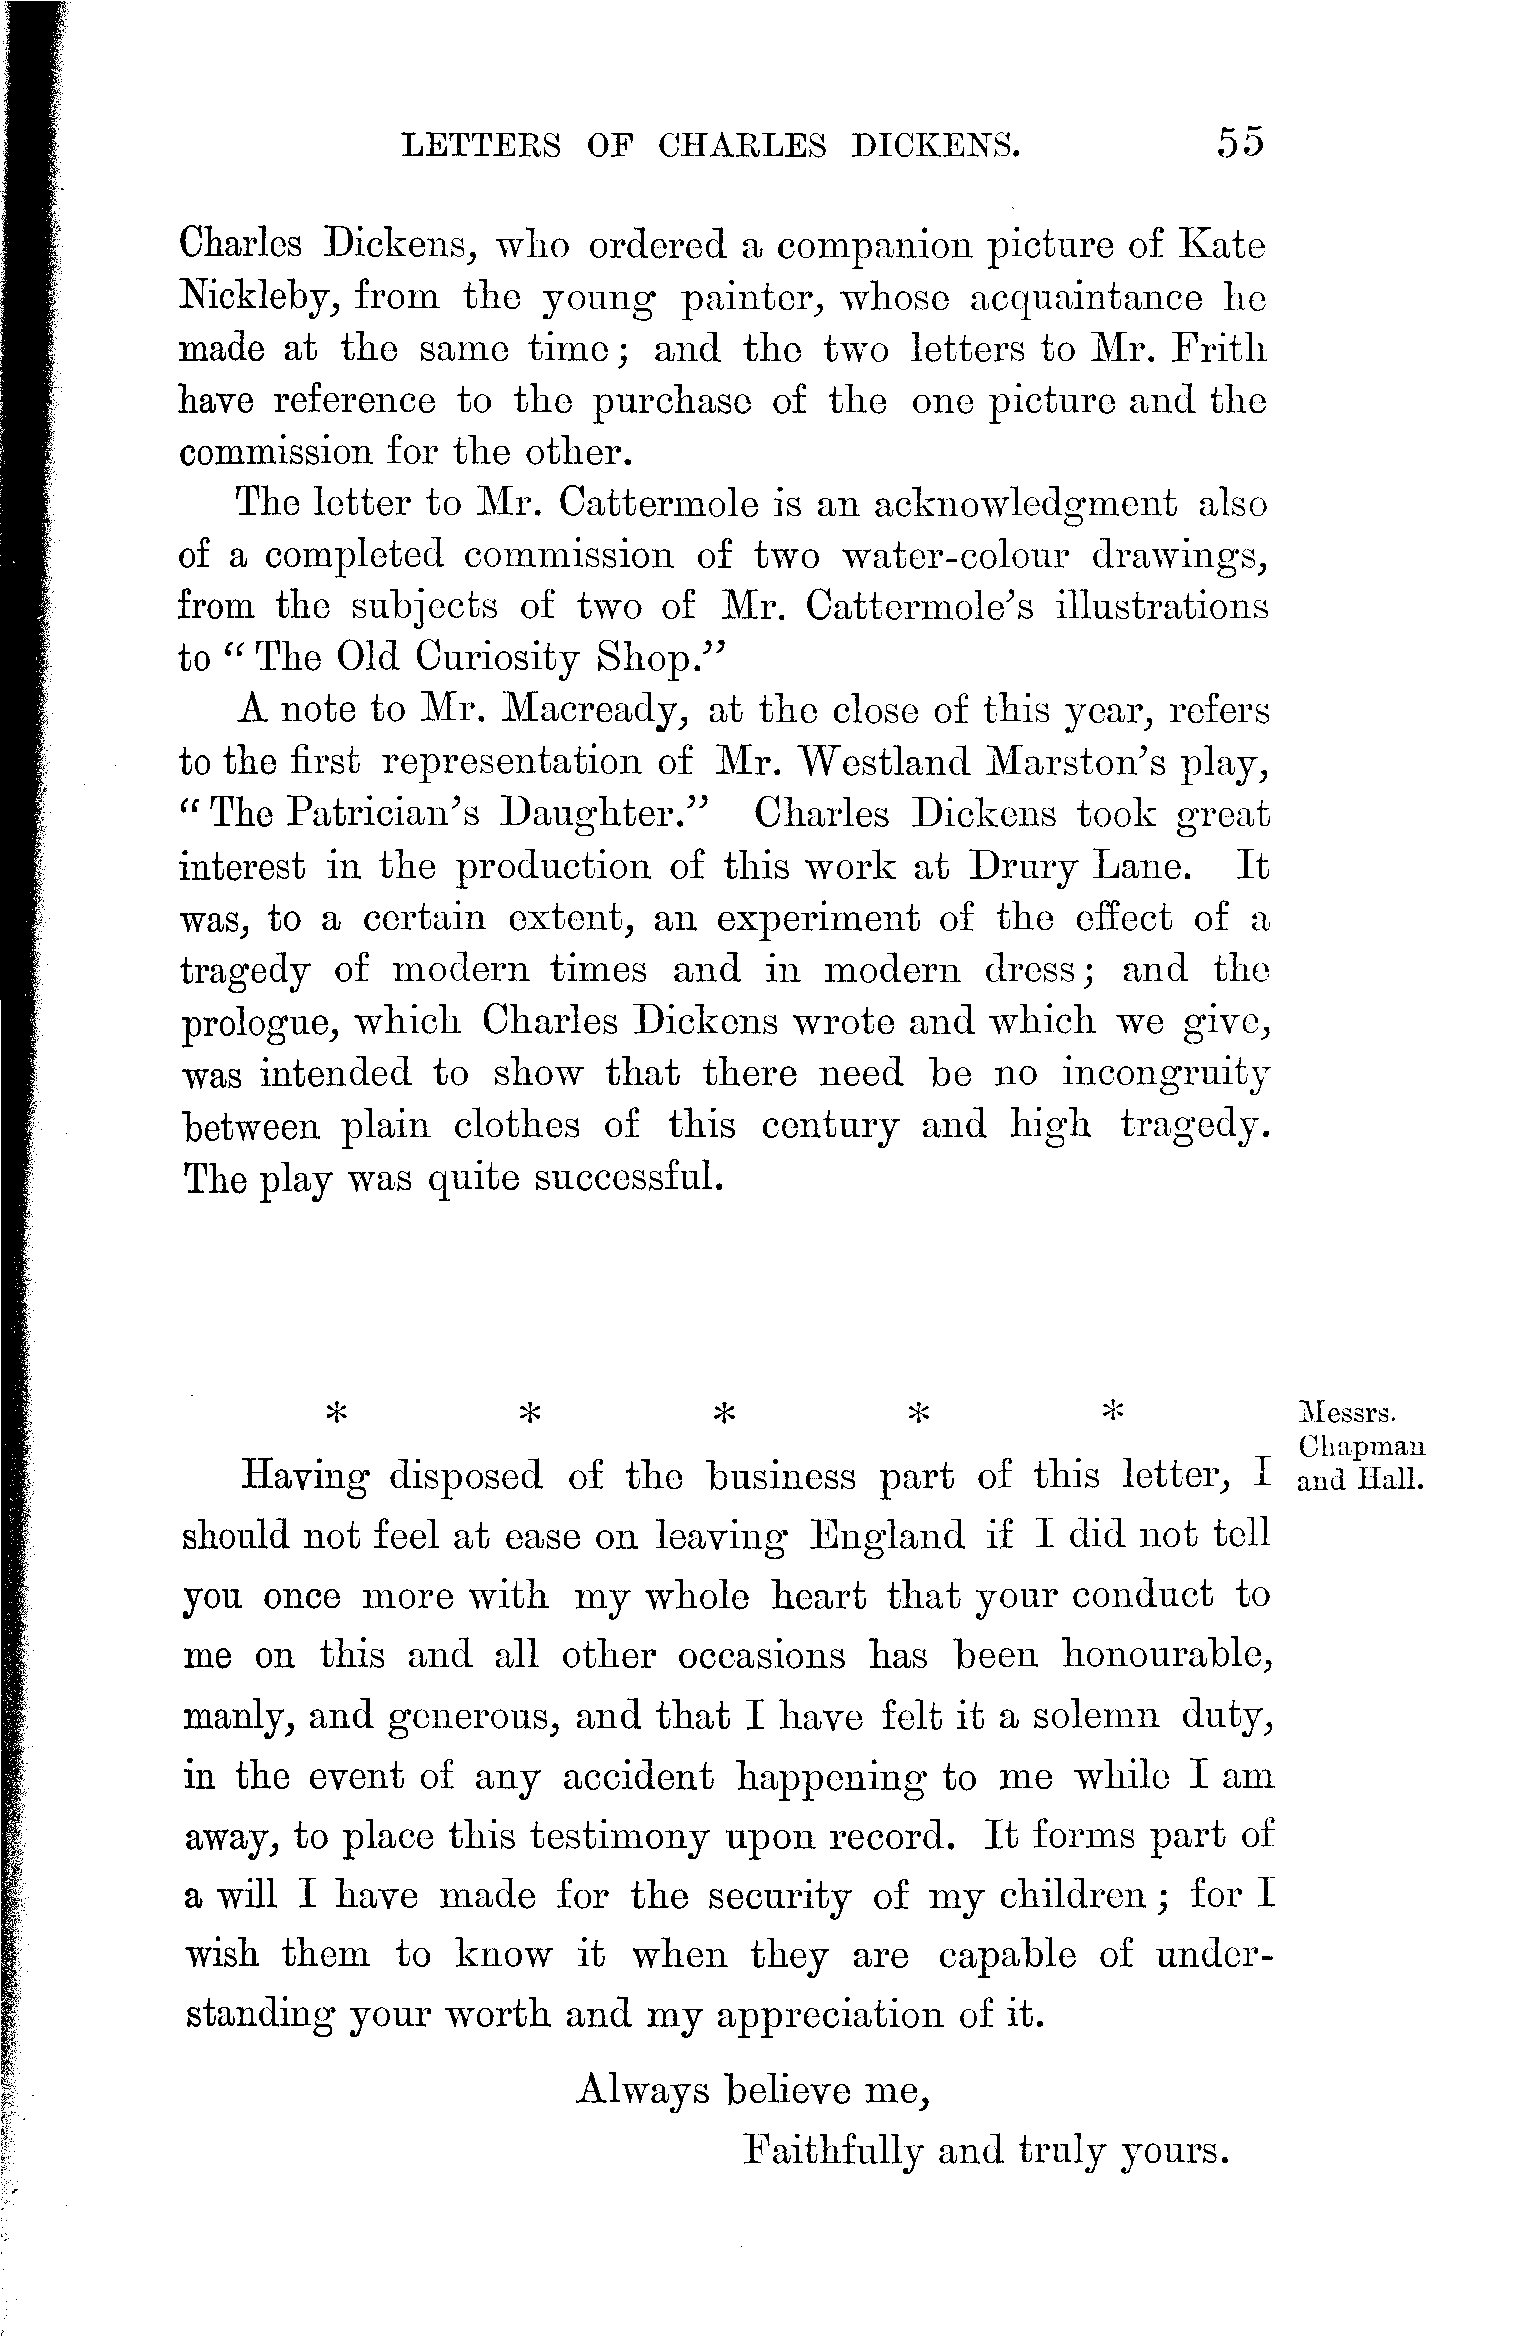 LETTERS OF CHARLES DICKENS. 55
Charles Dickens, who ordered a companion picture of Kate
Nickleby, from the young painter, whose acquaintance he
made at the same time; and the two letters to Mr. Frith
have reference to the purchase of the one picture and the
commission for the other.
The letter to Mr. Cattermole is an acknowledgment also
of a completed commission of two water-colour drawings,
from the subjects of two of Mr. Cattermole's illustrations
to "The Old Curiosity Shop."
A note to Mr. Macready, at the close of this year, refers
to the first representation of Mr. Westland Marston's play,
"The Patrician's Daughter." Charles Dickens took great
interest in the production of this work at Drury Lane. It
was, to a certain extent, an experiment of the effect of a
tragedy of modern times and in modern dress; and the
prologue, which Charles Dickens wrote and which we give,
was intended to show that there need be no incongruity
between plain clothes of this century and high tragedy.
The play was quite successful.
* * * * *
Messrs.
Chapman
and Hall.
Having disposed of the business part of this letter, I
should not feel at ease on leaving England if I did not tell
you once more with my whole heart that your conduct to
me on this and all other occasions has been honourable,
manly, and generous, and that I have felt it a solemn duty,
in the event of any accident happening to me while I am
away, to place this testimony upon record. It forms part of
a will I have made for the security of my children; for I
wish them to know it when they are capable of under-
standing your worth and my appreciation of it.
Always believe me,
Faithfully and truly yours.